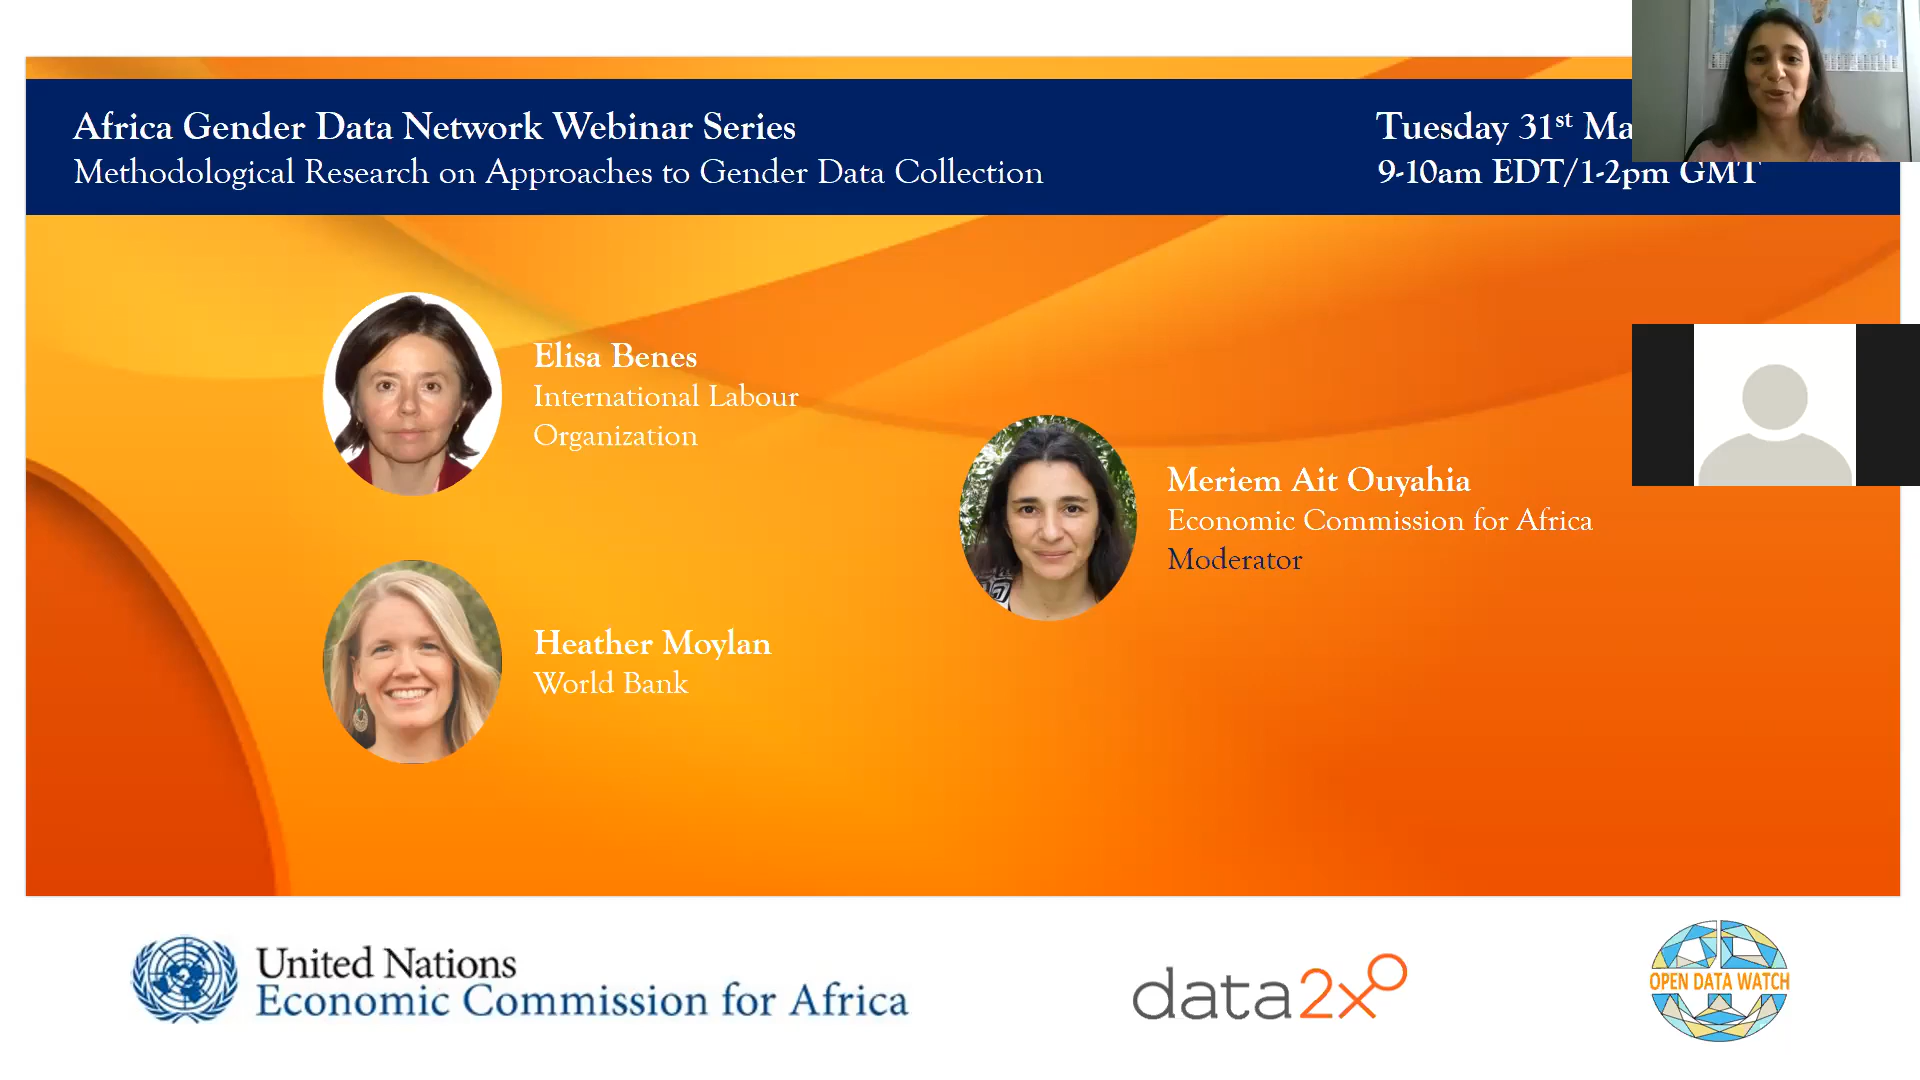 Africa Gender Data Network Webinar Series
Methodological Research on Approaches to Gender Data Collection
Tuesday 31st Ma
9-10am EDT/1-2pm GMT
Elisa Benes
International Labour
Organization
Heather Moylan
World Bank
Meriem Ait Ouyahia
Economic Commission for Africa
Moderator
United Nations
Economic Commission for Africa
data2x
OPEN DATA WATCH